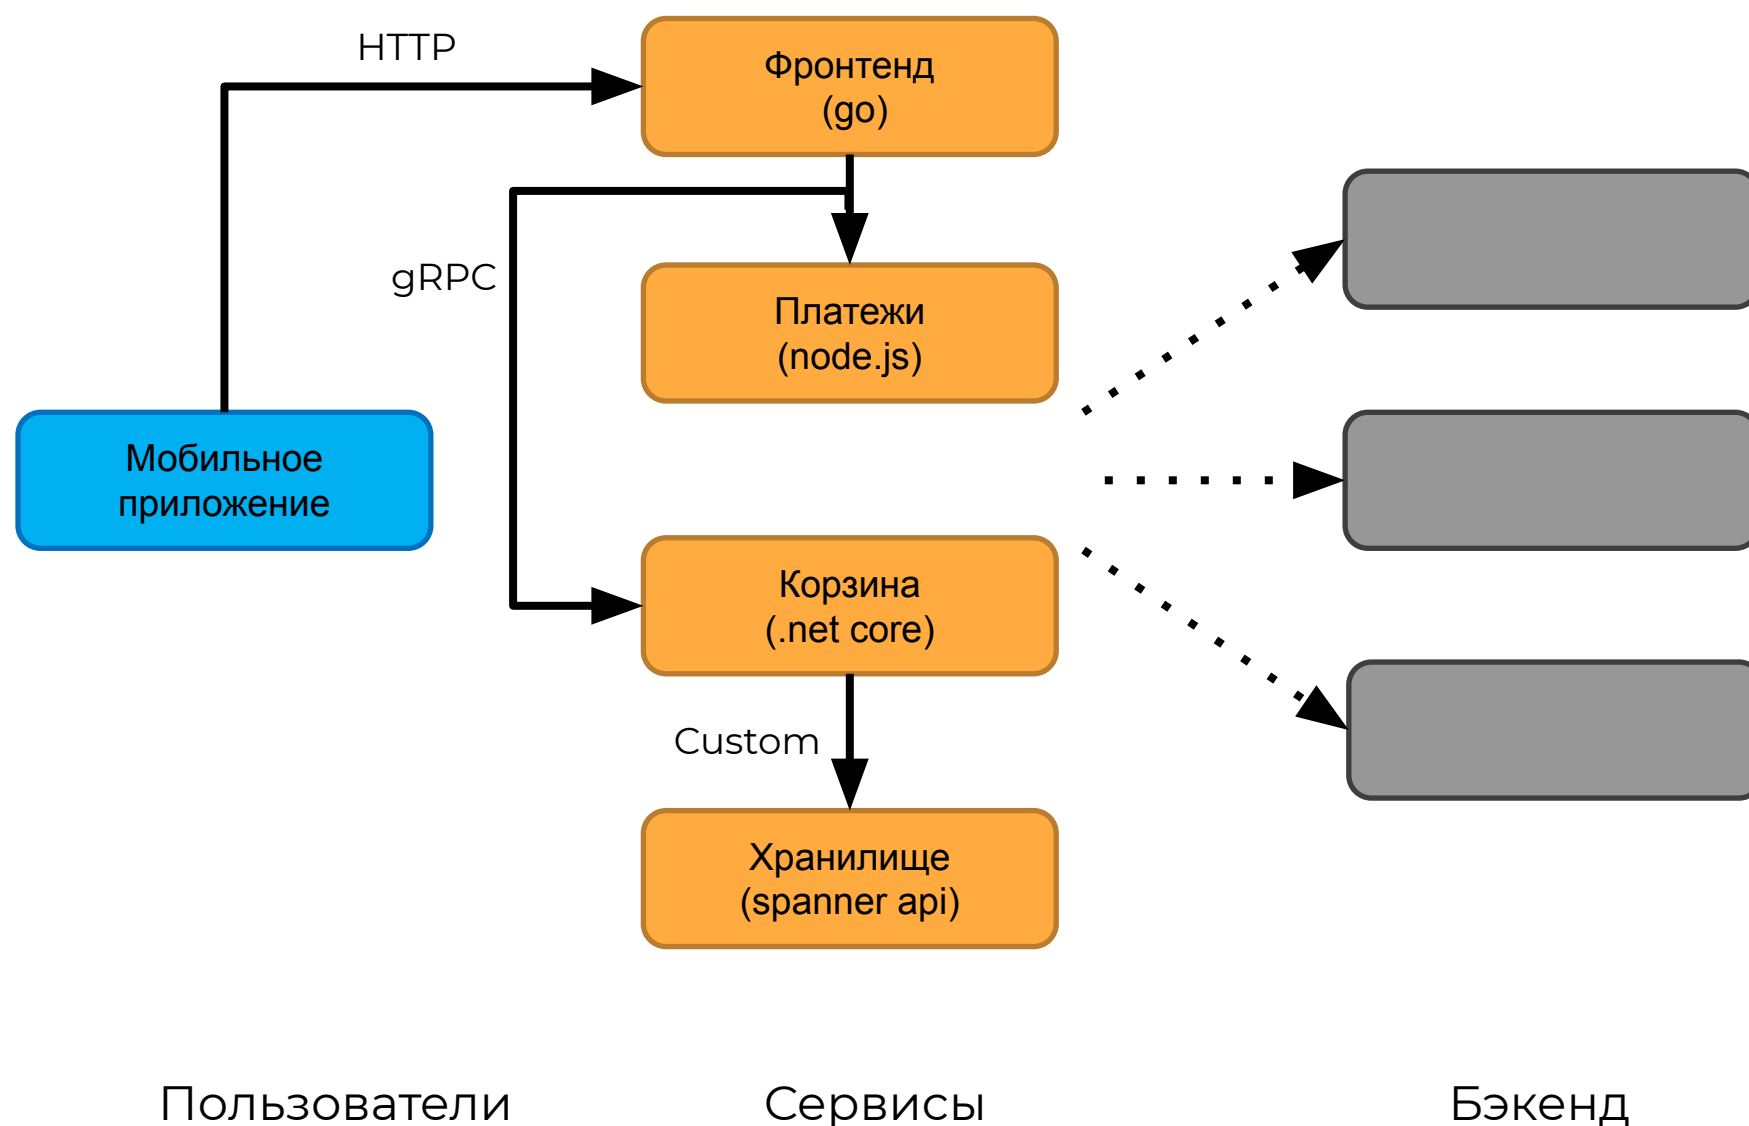 HTTP
Фронтенд
(go)
gRPC
Платежи
(node.js)
Мобильное
приложение
Корзина
(.net core)
Custom
Хранилище
(spanner api)
Пользователи
Сервисы
Бэкенд